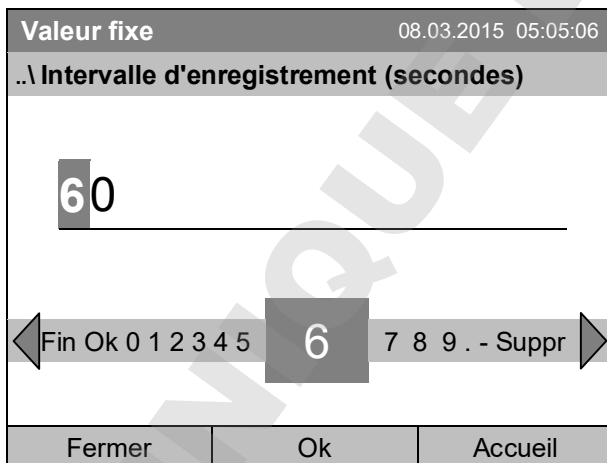 Valeur fixe 08.03.2015 05:05:06
..\ Intervalle d'enregistrement (secondes)
60
Fin Ok 0 1 2 3 4 5 6 7 8 9 . - Suppr
Fermer Ok Accueil